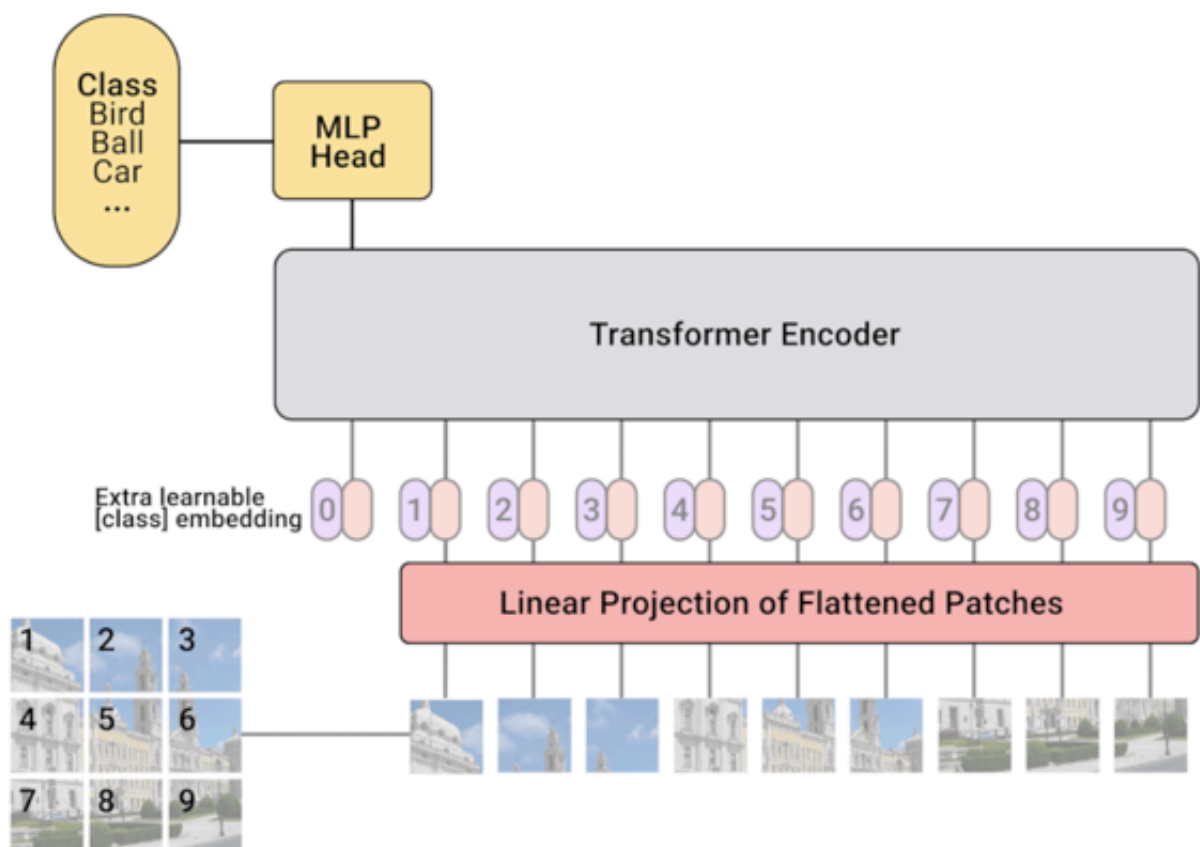 Class
Bird
Ball
Car
...
MLP
Head
Transformer Encoder
Extra learnable
[class] embedding
0 1 2 3 4 5 6 7 8 9
Linear Projection of Flattened Patches
1 2 3
4 5 6
7 8 9